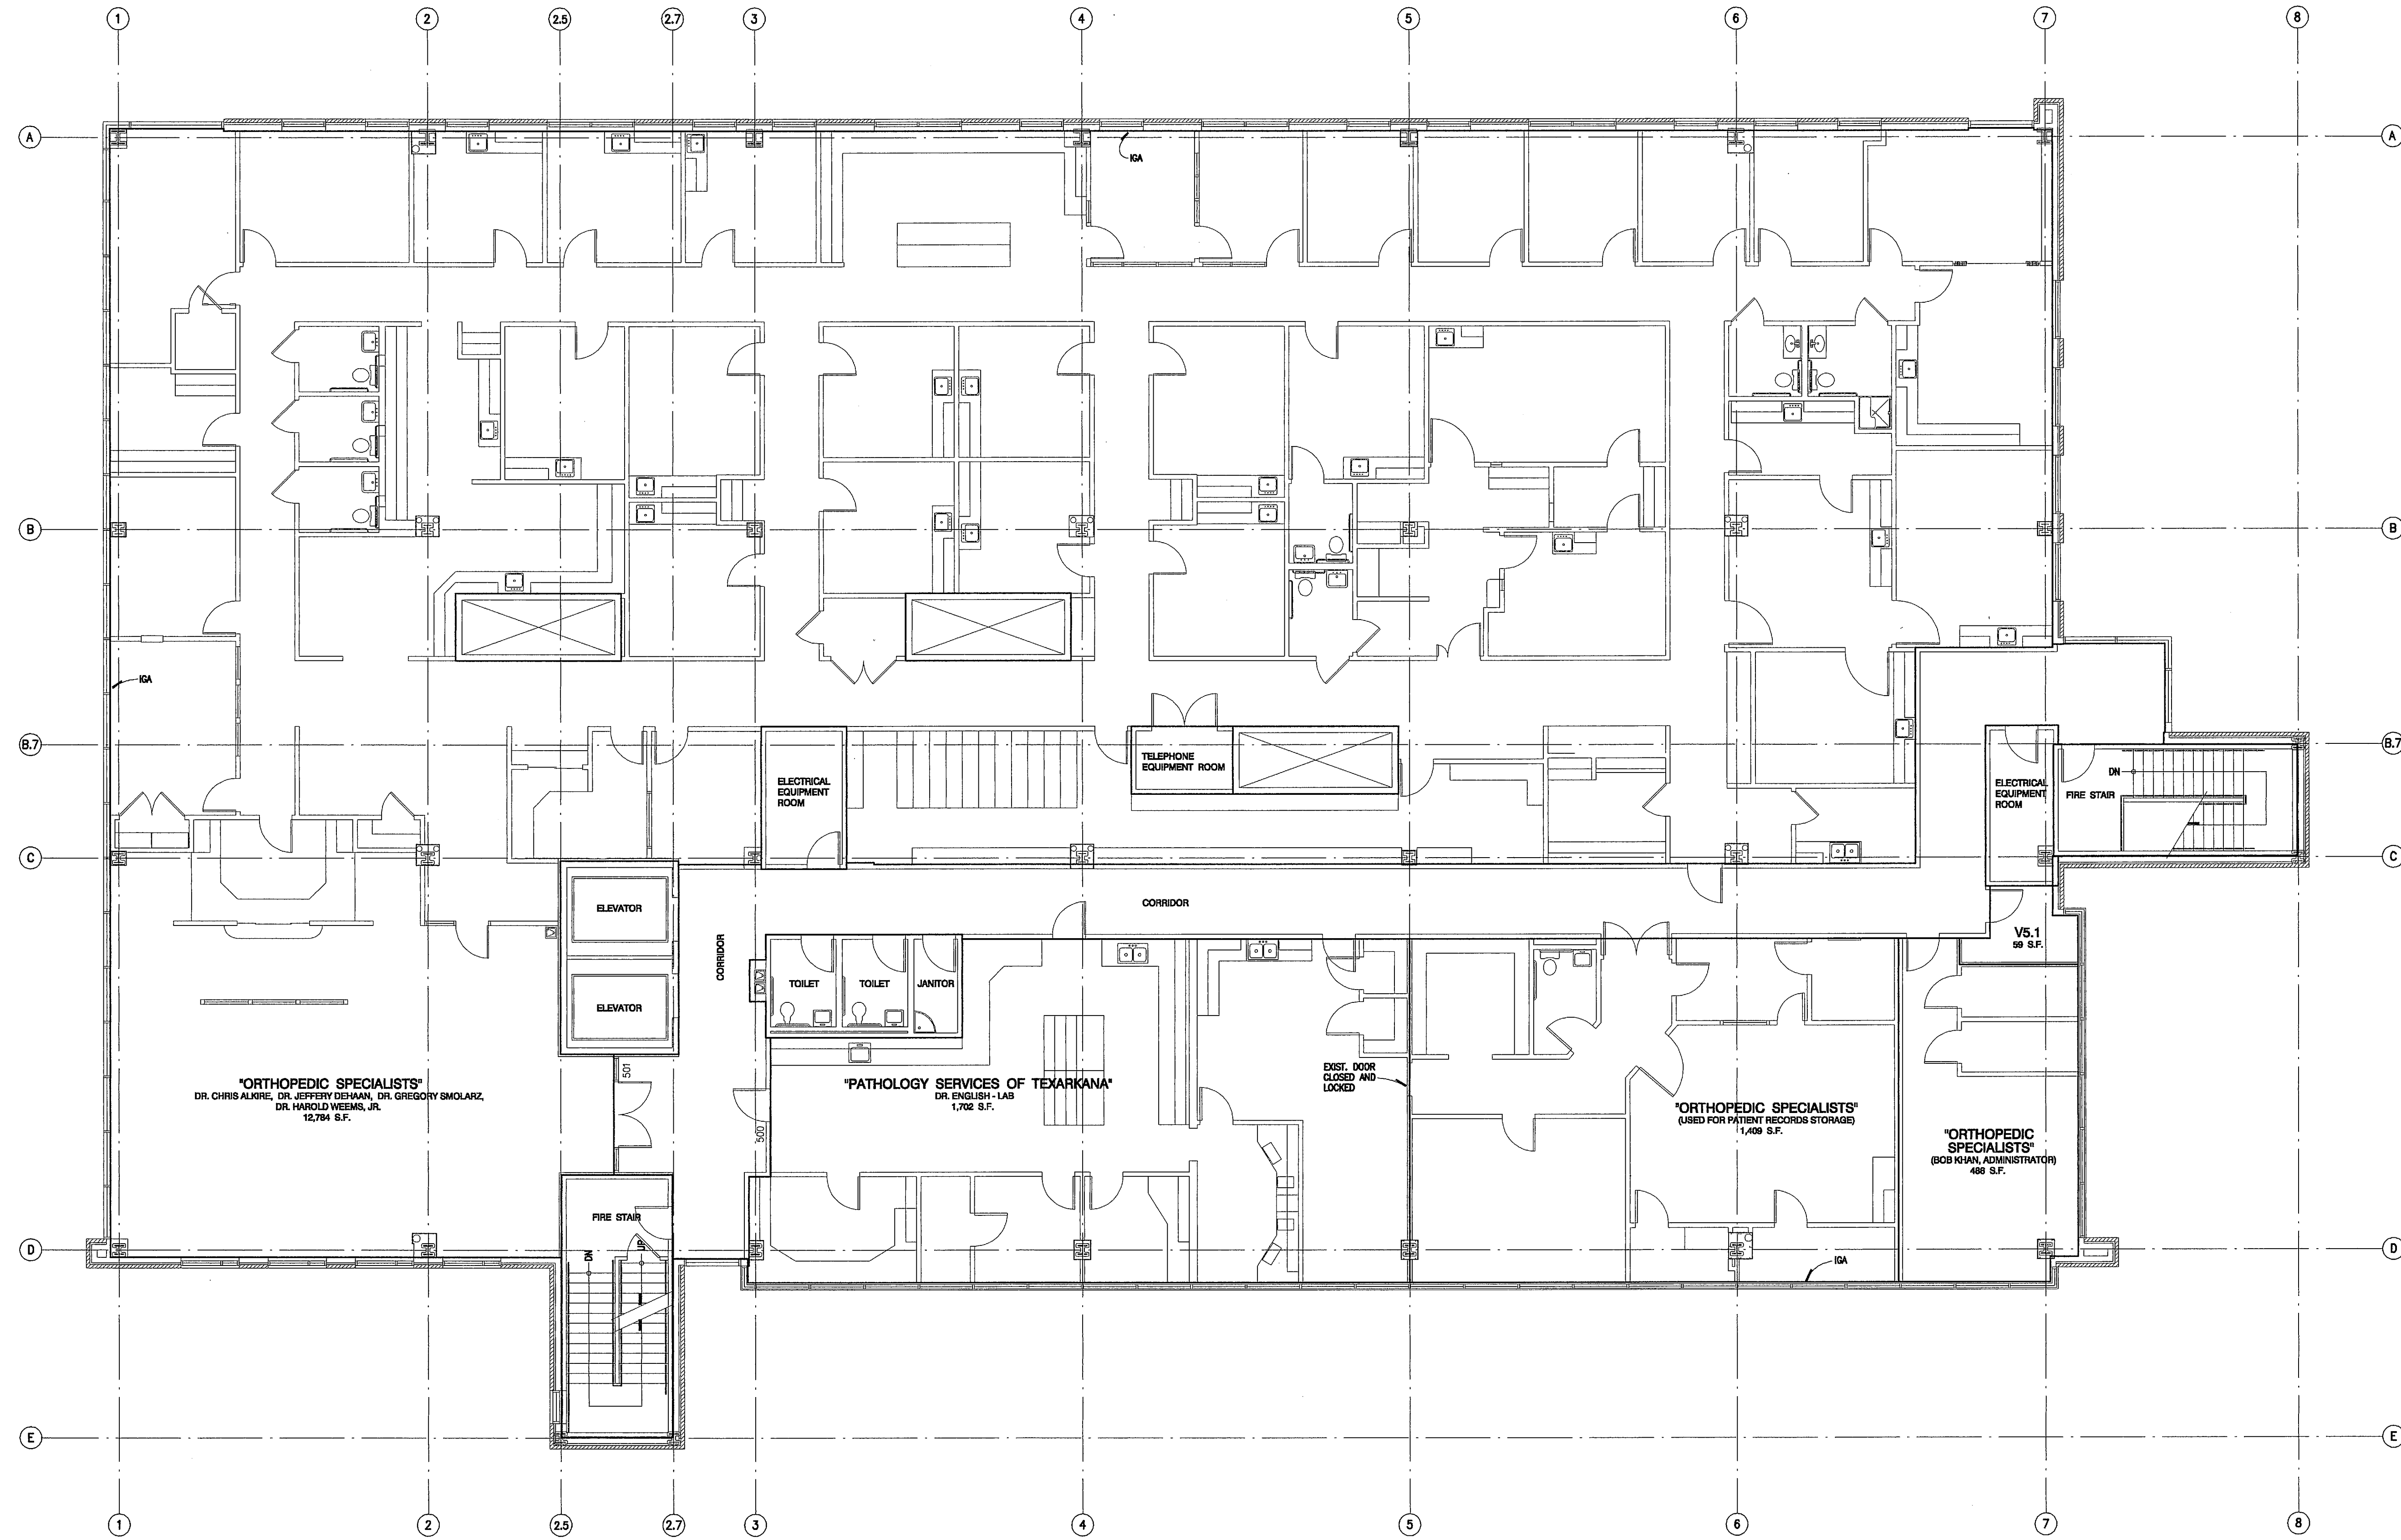 1 2 2.5 2.7 3 4 5 6 7 8
A A
IGA
B B
IGA
B.7 B.7
TELEPHONE
EQUIPMENT ROOM
ELECTRICAL
EQUIPMENT
ROOM
ELECTRICAL
EQUIPMENT
ROOM
DN
FIRE STAIR
C C
ELEVATOR
CORRIDOR
CORRIDOR
V5.1
59 S.F.
TOILET TOILET JANITOR
ELEVATOR
501
"ORTHOPEDIC SPECIALISTS"
DR. CHRIS ALKIRE, DR. JEFFERY DEHAAN, DR. GREGORY SMOLARZ,
DR. HAROLD WEEMS, JR.
12,784 S.F.
"PATHOLOGY SERVICES OF TEXARKANA"
DR. ENGLISH - LAB
1,702 S.F.
500
EXIST. DOOR
CLOSED AND
LOCKED
"ORTHOPEDIC SPECIALISTS"
(USED FOR PATIENT RECORDS STORAGE)
1,409 S.F.
"ORTHOPEDIC
SPECIALISTS"
(BOB KHAN, ADMINISTRATOR)
488 S.F.
FIRE STAIR
DN
UP
D D
IGA
E E
1 2 2.5 2.7 3 4 5 6 7 8